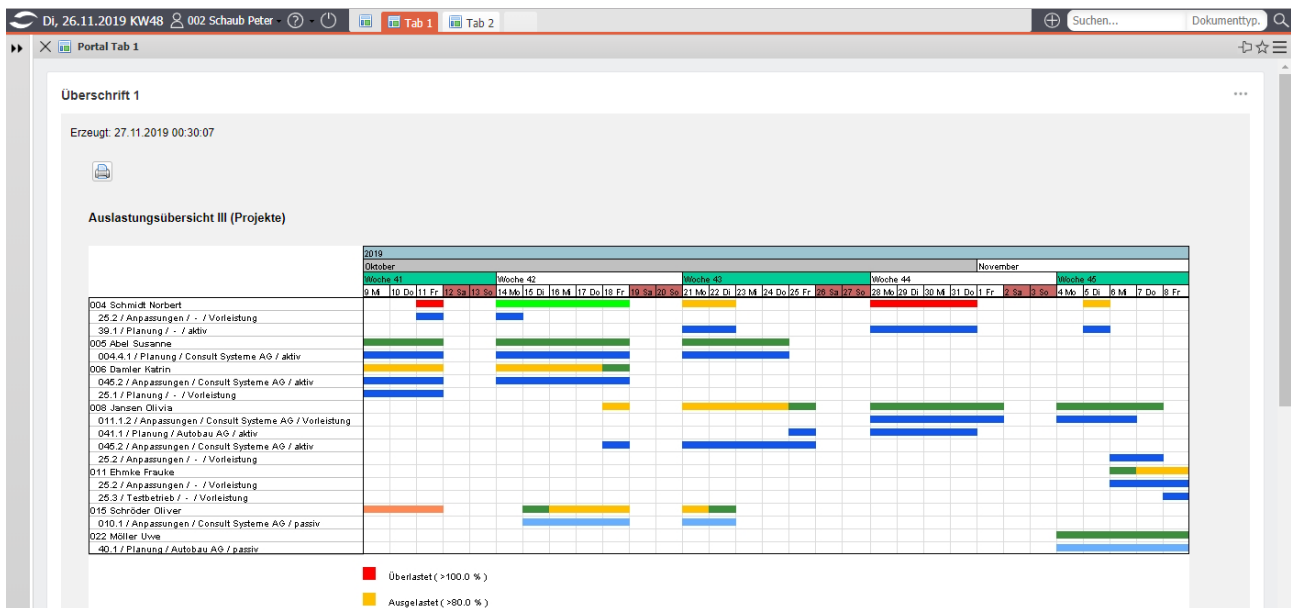 Di, 26.11.2019 KW48 002 Schaub Peter Tab 1 Tab 2 Suchen... Dokumenttyp.
Portal Tab 1
Überschrift 1
Erzeugt: 27.11.2019 00:30:07
Auslastungsübersicht III (Projekte)
2019
Oktober November
Woche 41 Woche 42 Woche 43 Woche 44 Woche 45
9 Mi 10 Do 11 Fr 12 Sa 13 So 14 Mo 15 Di 16 Mi 17 Do 18 Fr 19 Sa 20 So 21 Mo 22 Di 23 Mi 24 Do 25 Fr 26 Sa 27 So 28 Mo 29 Di 30 Mi 31 Do 1 Fr 2 Sa 3 So 4 Mo 5 Di 6 Mi 7 Do 8 Fr
004 Schmidt Norbert
25.2 / Anpassungen / - / Vorleistung
39.1 / Planung / - / aktiv
005 Abel Susanne
004.4.1 / Planung / Consult Systeme AG / aktiv
006 Damler Katrin
045.2 / Anpassungen / Consult Systeme AG / aktiv
25.1 / Planung / - / Vorleistung
008 Jansen Olivia
011.1.2 / Anpassungen / Consult Systeme AG / Vorleistung
041.1 / Planung / Autobau AG / aktiv
045.2 / Anpassungen / Consult Systeme AG / aktiv
25.2 / Anpassungen / - / Vorleistung
011 Ehmke Frauke
25.2 / Anpassungen / - / Vorleistung
25.3 / Testbetrieb / - / Vorleistung
015 Schröder Oliver
010.1 / Anpassungen / Consult Systeme AG / passiv
022 Möller Uwe
40.1 / Planung / Autobau AG / passiv
Überlastet ( >100.0 % )
Ausgelastet ( >80.0 % )